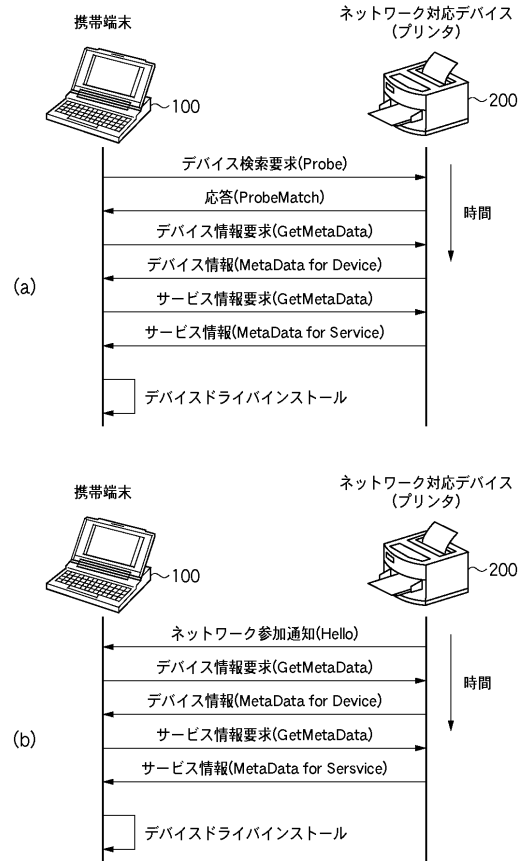 携帯端末
ネットワーク対応デバイス
(プリンタ)
100
200
デバイス検索要求(Probe)
応答(ProbeMatch)
時間
デバイス情報要求(GetMetaData)
デバイス情報(MetaData for Device)
(a)
サービス情報要求(GetMetaData)
サービス情報(MetaData for Service)
デバイスドライバインストール
携帯端末
ネットワーク対応デバイス
(プリンタ)
100
200
ネットワーク参加通知(Hello)
デバイス情報要求(GetMetaData)
時間
デバイス情報(MetaData for Device)
(b)
サービス情報要求(GetMetaData)
サービス情報(MetaData for Sersvice)
デバイスドライバインストール